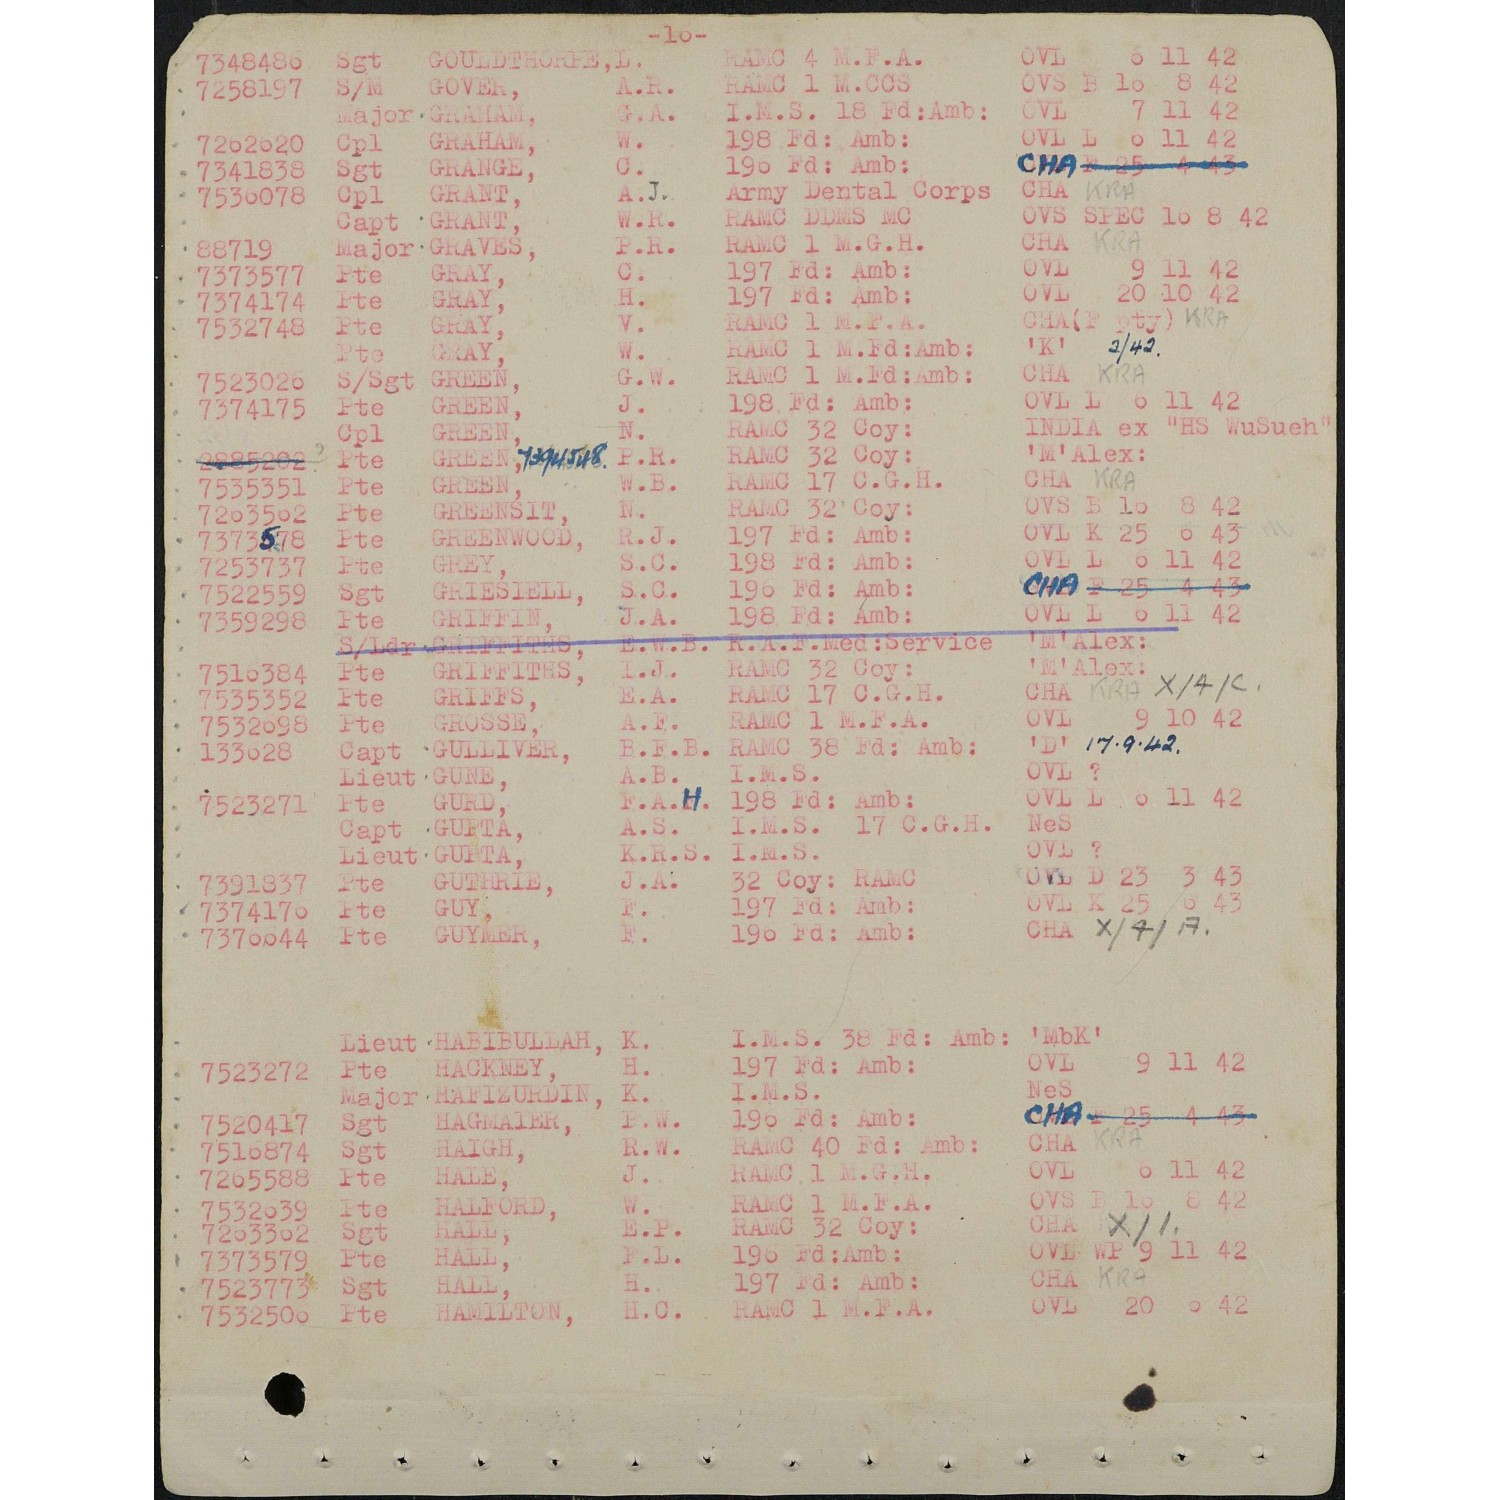 -16-
7348486 Sgt GOULDTHORPE, L. RAMC 4 M.F.A. OVL 6 11 42
7258197 S/M GOVER, A.R. RAMC 1 M.CCS OVS B 16 8 42
Major GRAHAM, G.A. I.M.S. 18 Fd:Amb: OVL 7 11 42
7262620 Cpl GRAHAM, W. 198 Fd: Amb: OVL L 6 11 42
7341838 Sgt GRANGE, C. 196 Fd: Amb: CHA F 25 4 43
7536078 Cpl GRANT, A.J. Army Dental Corps CHA KRA
Capt GRANT, W.R. RAMC DDMS MC OVS SPEC 16 8 42
88719 Major GRAVES, P.R. RAMC 1 M.G.H. CHA KRA
7373577 Pte GRAY, C. 197 Fd: Amb: OVL 9 11 42
7374174 Pte GRAY, H. 197 Fd: Amb: OVL 20 10 42
7532748 Pte GRAY, V. RAMC 1 M.F.A. CHA(F pty) KRA
Pte GRAY, W. RAMC 1 M.Fd:Amb: 'K' 2/42.
7523026 S/Sgt GREEN, G.W. RAMC 1 M.Fd:Amb: CHA KRA
7374175 Pte GREEN, J. 198 Fd: Amb: OVL L 6 11 42
Cpl GREEN, N. RAMC 32 Coy: INDIA ex "HS WuSueh"
2885202 ? Pte GREEN, 7394548. P.R. RAMC 32 Coy: 'M'Alex:
7535351 Pte GREEN, W.B. RAMC 17 C.G.H. CHA KRA
7263562 Pte GREENSIT, N. RAMC 32 Coy: OVS B 16 8 42
7373578 Pte GREENWOOD, R.J. 197 Fd: Amb: OVL K 25 6 43
7253737 Pte GREY, S.C. 198 Fd: Amb: OVL L 6 11 42
7522559 Sgt GRIESIELL, S.C. 196 Fd: Amb: CHA F 25 4 43
7359298 Pte GRIFFIN, J.A. 198 Fd: Amb: OVL L 6 11 42
S/Ldr GRIFFITHS, E.W.B. R.A.F.Med:Service 'M'Alex:
7516384 Pte GRIFFITHS, I.J. RAMC 32 Coy: 'M'Alex:
7535352 Pte GRIFFS, E.A. RAMC 17 C.G.H. CHA KRA X/4/C.
7532698 Pte GROSSE, A.F. RAMC 1 M.F.A. OVL 9 10 42
133628 Capt GULLIVER, B.F.B. RAMC 38 Fd: Amb: 'D' 17.9.42.
Lieut GUNE, A.B. I.M.S. OVL ?
7523271 Pte GURD, F.A.H. 198 Fd: Amb: OVL L 6 11 42
Capt GUPTA, A.S. I.M.S. 17 C.G.H. NeS
Lieut GUPTA, K.R.S. I.M.S. OVL ?
7391837 Pte GUTHRIE, J.A. 32 Coy: RAMC OVL D 23 3 43
7374176 Pte GUY, F. 197 Fd: Amb: OVL K 25 6 43
7376644 Pte GUYMER, F. 196 Fd: Amb: CHA X/4/A.
Lieut HABIBULLAH, K. I.M.S. 38 Fd: Amb: 'MbK'
7523272 Pte HACKNEY, H. 197 Fd: Amb: OVL 9 11 42
Major HAFIZURDIN, K. I.M.S. NeS
7520417 Sgt HAGMAIER, P.W. 196 Fd: Amb: CHA F 25 4 43
7516874 Sgt HAIGH, R.W. RAMC 40 Fd: Amb: CHA KRA
7265588 Pte HALE, J. RAMC 1 M.G.H. OVL 6 11 42
7532639 Pte HALFORD, W. RAMC 1 M.F.A. OVS B 16 8 42
7263362 Sgt HALL, E.P. RAMC 32 Coy: CHA X/1.
7373579 Pte HALL, F.L. 196 Fd:Amb: OVL WP 9 11 42
7523773 Sgt HALL, H. 197 Fd: Amb: CHA KRA
7532506 Pte HAMILTON, H.C. RAMC 1 M.F.A. OVL 20 6 42